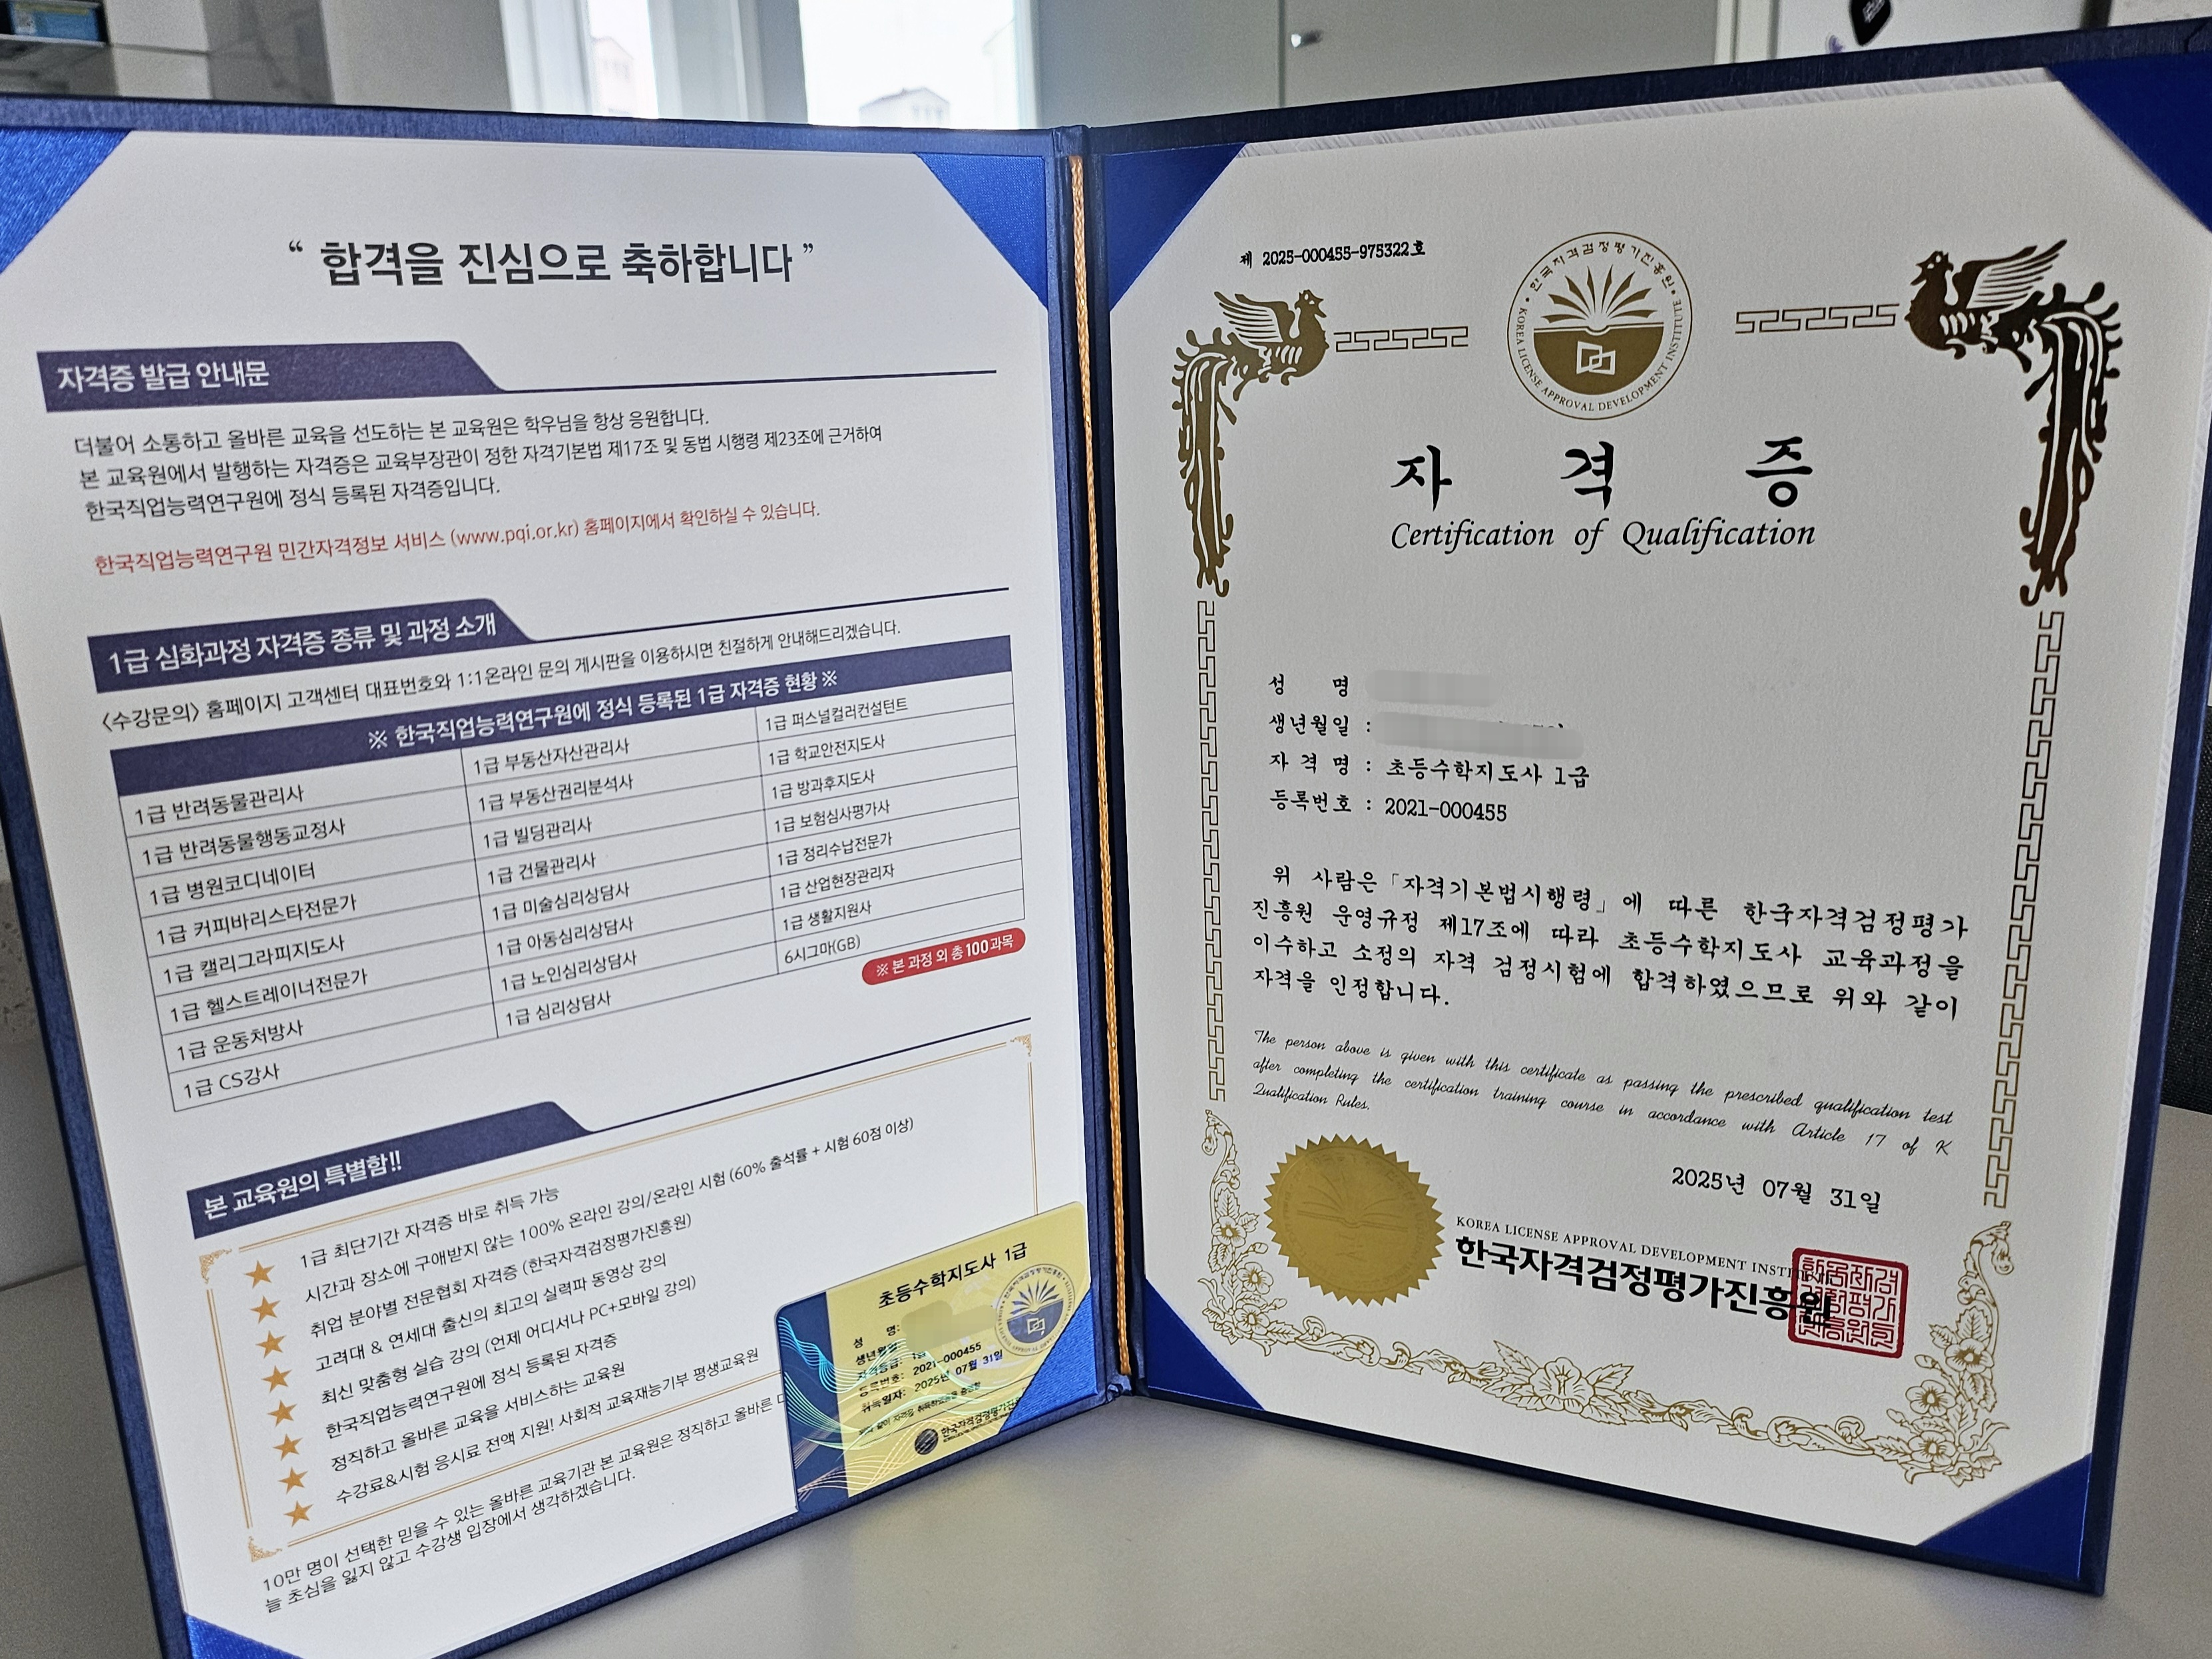 “ 합격을 진심으로 축하합니다 ”
자격증 발급 안내문
더불어 소통하고 올바른 교육을 선도하는 본 교육원은 학우님을 항상 응원합니다.
본 교육원에서 발행하는 자격증은 교육부장관이 정한 자격기본법 제17조 및 동법 시행령 제23조에 근거하여
한국직업능력연구원에 정식 등록된 자격증입니다.
한국직업능력연구원 민간자격정보 서비스 (www.pqi.or.kr) 홈페이지에서 확인하실 수 있습니다.
1급 심화과정 자격증 종류 및 과정 소개
<수강문의> 홈페이지 고객센터 대표번호와 1:1온라인 문의 게시판을 이용하시면 친절하게 안내해드리겠습니다.
※ 한국직업능력연구원에 정식 등록된 1급 자격증 현황 ※
1급 반려동물관리사 1급 부동산자산관리사 1급 퍼스널컬러컨설턴트
1급 반려동물행동교정사 1급 부동산권리분석사 1급 학교안전지도사
1급 병원코디네이터 1급 빌딩관리사 1급 방과후지도사
1급 커피바리스타전문가 1급 건물관리사 1급 보험심사평가사
1급 캘리그라피지도사 1급 미술심리상담사 1급 정리수납전문가
1급 헬스트레이너전문가 1급 아동심리상담사 1급 산업현장관리자
1급 운동처방사 1급 노인심리상담사 1급 생활지원사
1급 CS강사 1급 심리상담사 6시그마(GB)
※ 본 과정 외 총 100과목
본 교육원의 특별함!!
1급 최단기간 자격증 바로 취득 가능
시간과 장소에 구애받지 않는 100% 온라인 강의/온라인 시험 (60% 출석률 + 시험 60점 이상)
취업 분야별 전문협회 자격증 (한국자격검정평가진흥원)
고려대 & 연세대 출신의 최고의 실력파 동영상 강의
최신 맞춤형 실습 강의 (언제 어디서나 PC+모바일 강의)
한국직업능력연구원에 정식 등록된 자격증
정직하고 올바른 교육을 서비스하는 교육원
수강료&시험 응시료 전액 지원! 사회적 교육재능기부 평생교육원
10만 명이 선택한 믿을 수 있는 올바른 교육기관 본 교육원은 정직하고 올바른
늘 초심을 잃지 않고 수강생 입장에서 생각하겠습니다.
초등수학지도사 1급
성 명:
생년월일:
자격등급: 1급
등록번호: 2021-000455
취득일자: 2025년 07월 31일
제 2025-000455-975322호
한국자격검정평가진흥원
KOREA LICENSE APPROVAL DEVELOPMENT INSTITUTE
자 격 증
Certification of Qualification
성 명
생년월일 :
자 격 명 : 초등수학지도사 1급
등록번호 : 2021-000455
위 사람은 「자격기본법시행령」에 따른 한국자격검정평가
진흥원 운영규정 제17조에 따라 초등수학지도사 교육과정을
이수하고 소정의 자격 검정시험에 합격하였으므로 위와 같이
자격을 인정합니다.
The person above is given with this certificate as passing the prescribed qualification test
after completing the certification training course in accordance with Article 17 of K
Qualification Rules.
2025년 07월 31일
KOREA LICENSE APPROVAL DEVELOPMENT INSTITUTE
한국자격검정평가진흥원